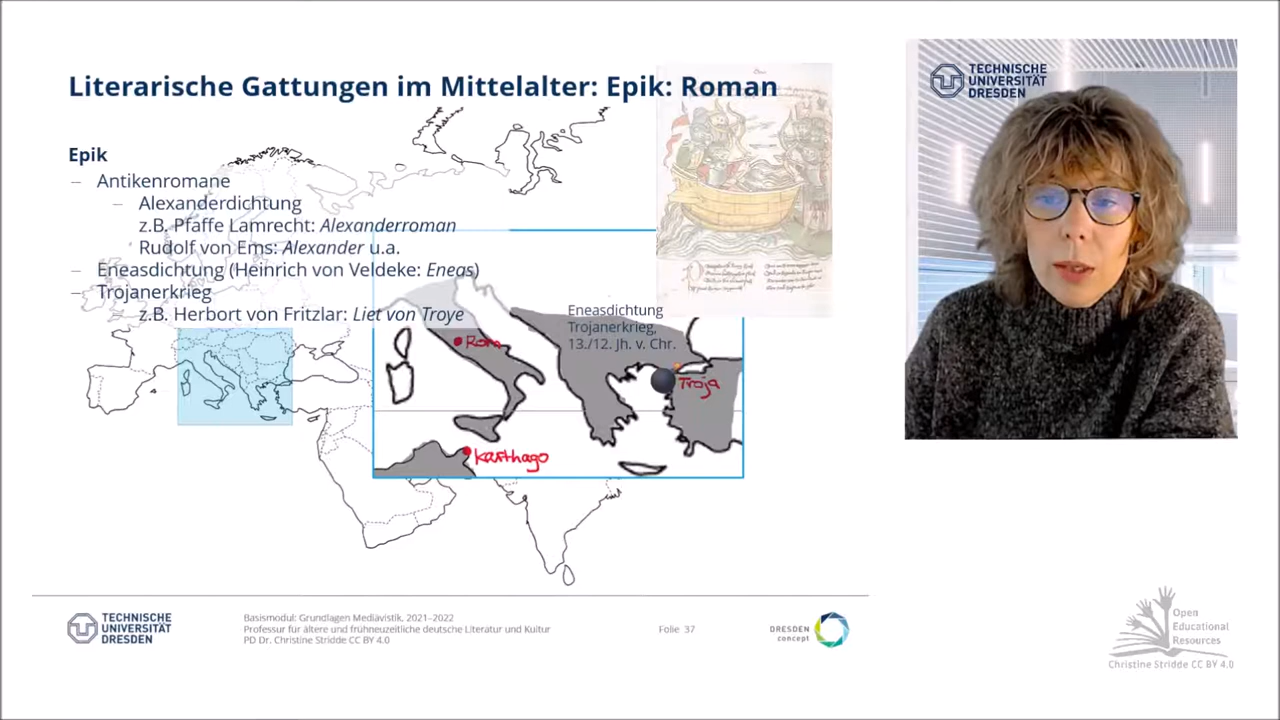 Literarische Gattungen im Mittelalter: Epik: Roman
Epik
– Antikenromane
– Alexanderdichtung
z.B. Pfaffe Lamrecht: Alexanderroman
Rudolf von Ems: Alexander u.a.
– Eneasdichtung (Heinrich von Veldeke: Eneas)
– Trojanerkrieg
z.B. Herbort von Fritzlar: Liet von Troye
Eneasdichtung
Trojanerkrieg,
13./12. Jh. v. Chr.
Rom
Troja
Karthago
TECHNISCHE
UNIVERSITÄT
DRESDEN
TECHNISCHE
UNIVERSITÄT
DRESDEN
Basismodul: Grundlagen Mediävistik, 2021–2022
Professur für ältere und frühneuzeitliche deutsche Literatur und Kultur
PD Dr. Christine Stridde CC BY 4.0
Folie 37
DRESDEN
concept
Open
Educational
Resources
Christine Stridde CC BY 4.0